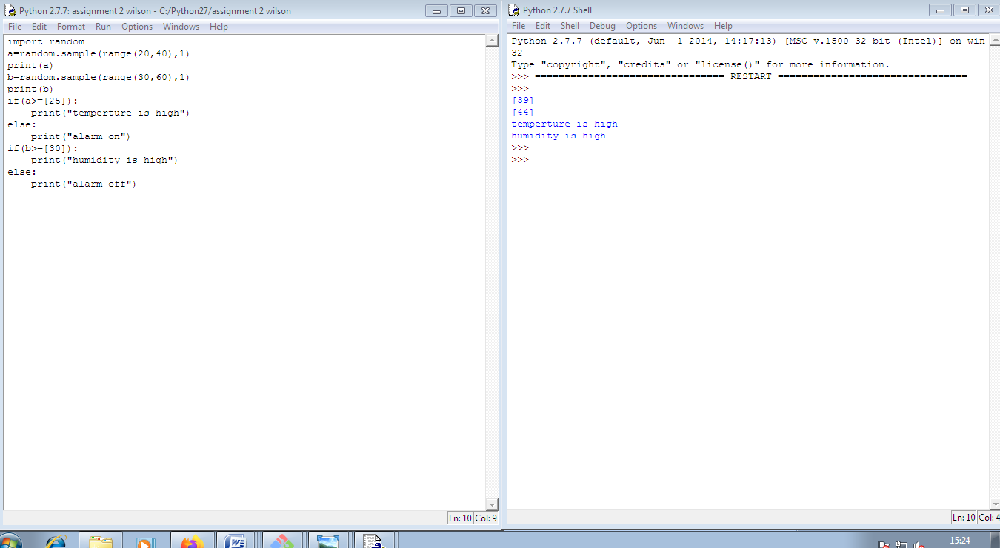 Python 2.7.7: assignment 2 wilson - C:/Python27/assignment 2 wilson
File Edit Format Run Options Windows Help
import random
a=random.sample(range(20,40),1)
print(a)
b=random.sample(range(30,60),1)
print(b)
if(a>=[25]):
    print("temperture is high")
else:
    print("alarm on")
if(b>=[30]):
    print("humidity is high")
else:
    print("alarm off")
Ln: 10 Col: 9
Python 2.7.7 Shell
File Edit Shell Debug Options Windows Help
Python 2.7.7 (default, Jun  1 2014, 14:17:13) [MSC v.1500 32 bit (Intel)] on win
32
Type "copyright", "credits" or "license()" for more information.
>>> ================================ RESTART ================================
>>>
[39]
[44]
temperture is high
humidity is high
>>>
>>>
Ln: 10 Col: 4
W
15:24